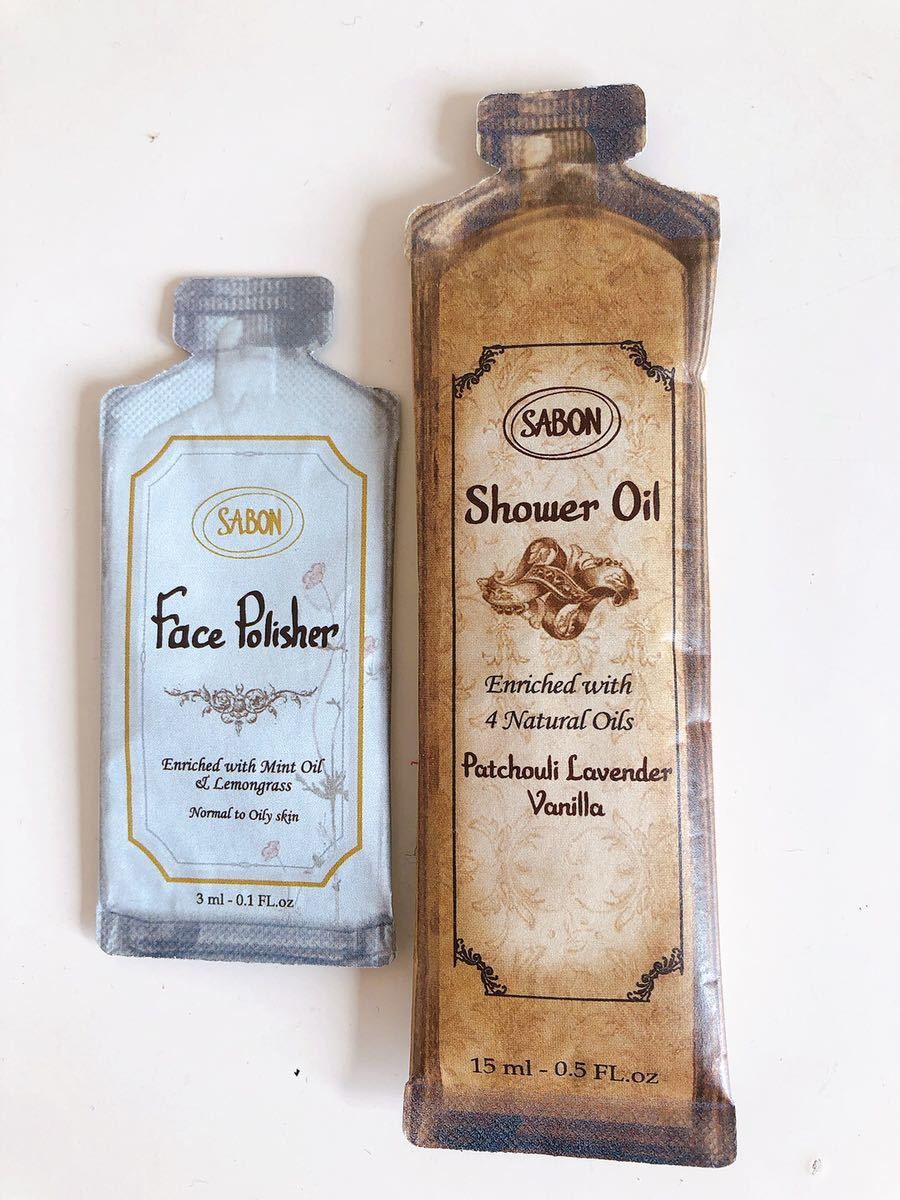 SABON
Face Polisher
Enriched with Mint Oil
& Lemongrass
Normal to Oily skin
3 ml - 0.1 FL.oz
SABON
Shower Oil
Enriched with
4 Natural Oils
Patchouli Lavender
Vanilla
15 ml - 0.5 FL.oz